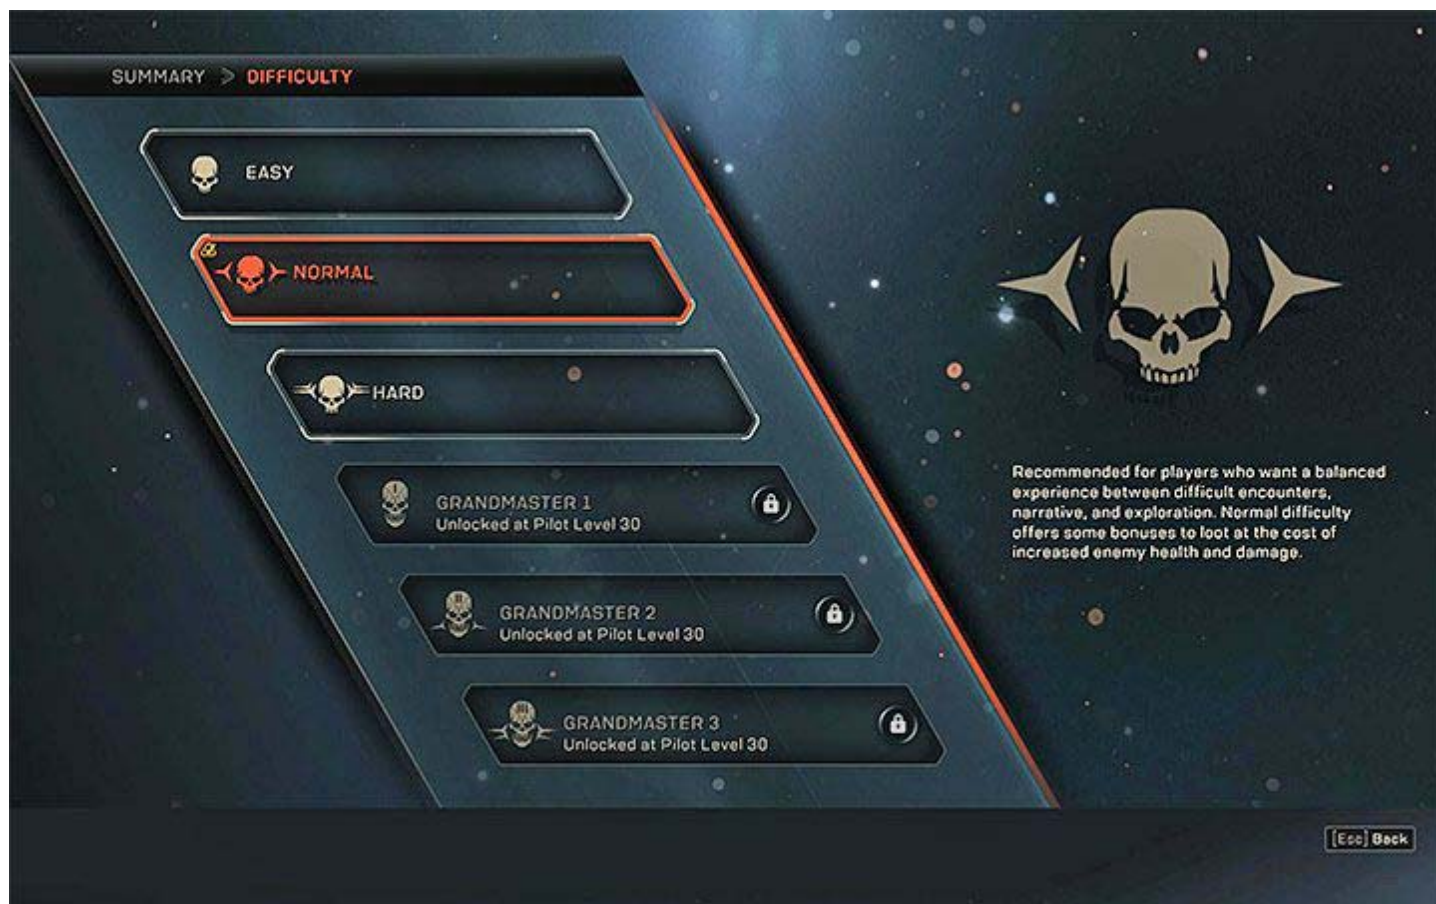 SUMMARY > DIFFICULTY
EASY
NORMAL
HARD
GRANDMASTER 1
Unlocked at Pilot Level 30
GRANDMASTER 2
Unlocked at Pilot Level 30
GRANDMASTER 3
Unlocked at Pilot Level 30
Recommended for players who want a balanced
experience between difficult encounters,
narrative, and exploration. Normal difficulty
offers some bonuses to loot at the cost of
increased enemy health and damage.
[Esc] Back